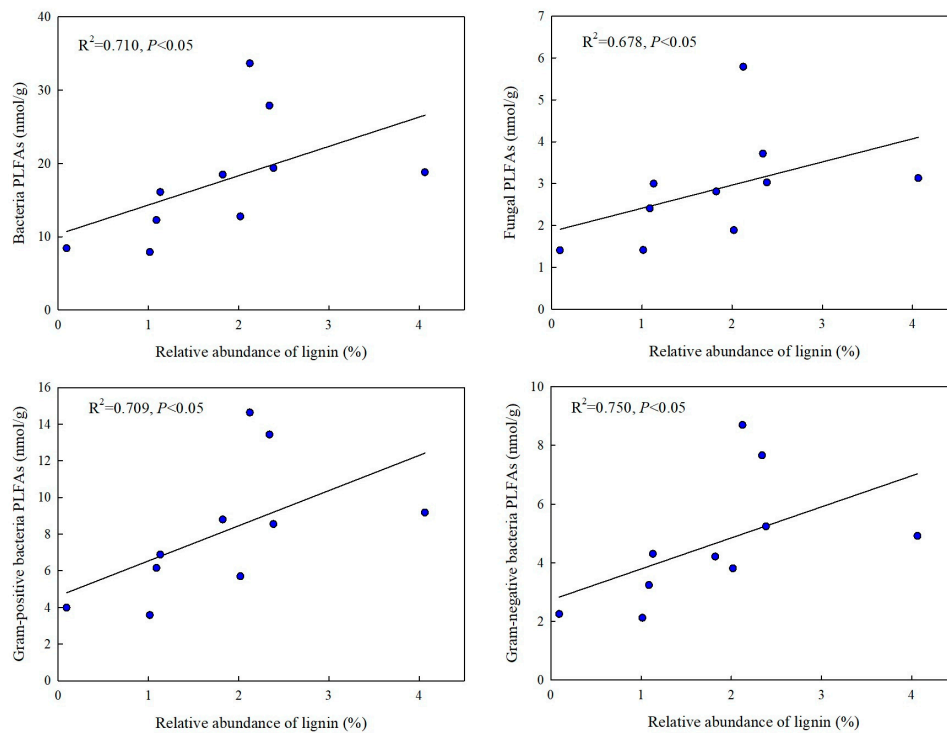 R²=0.710, P<0.05
Bacteria PLFAs (nmol/g)
40
30
20
10
0
0 1 2 3 4
Relative abundance of lignin (%)
R²=0.678, P<0.05
Fungal PLFAs (nmol/g)
7
6
5
4
3
2
1
0
0 1 2 3 4
Relative abundance of lignin (%)
R²=0.709, P<0.05
Gram-positive bacteria PLFAs (nmol/g)
16
14
12
10
8
6
4
2
0
0 1 2 3 4
Relative abundance of lignin (%)
R²=0.750, P<0.05
Gram-negative bacteria PLFAs (nmol/g)
10
8
6
4
2
0
0 1 2 3 4
Relative abundance of lignin (%)